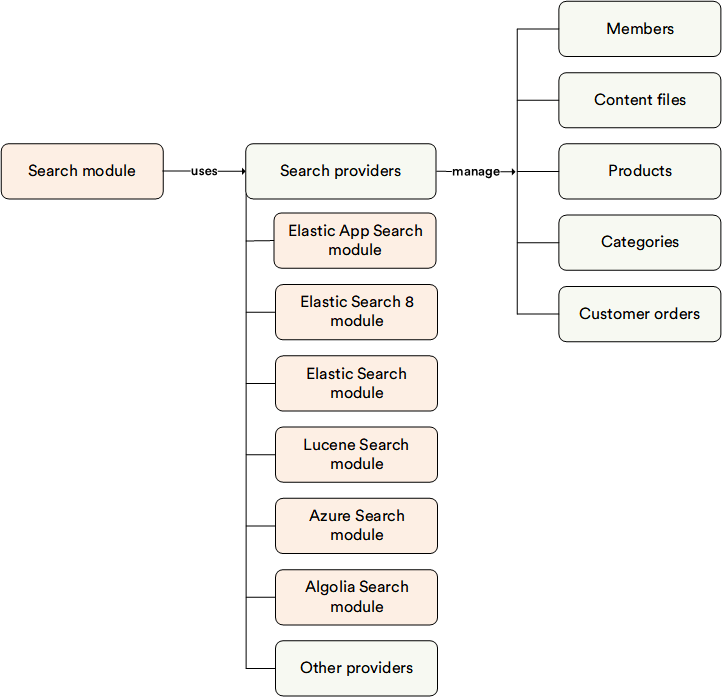 Members
Content files
Search module
uses
Search providers
manage
Products
Elastic App Search
module
Categories
Elastic Search 8
module
Customer orders
Elastic Search
module
Lucene Search
module
Azure Search
module
Algolia Search
module
Other providers